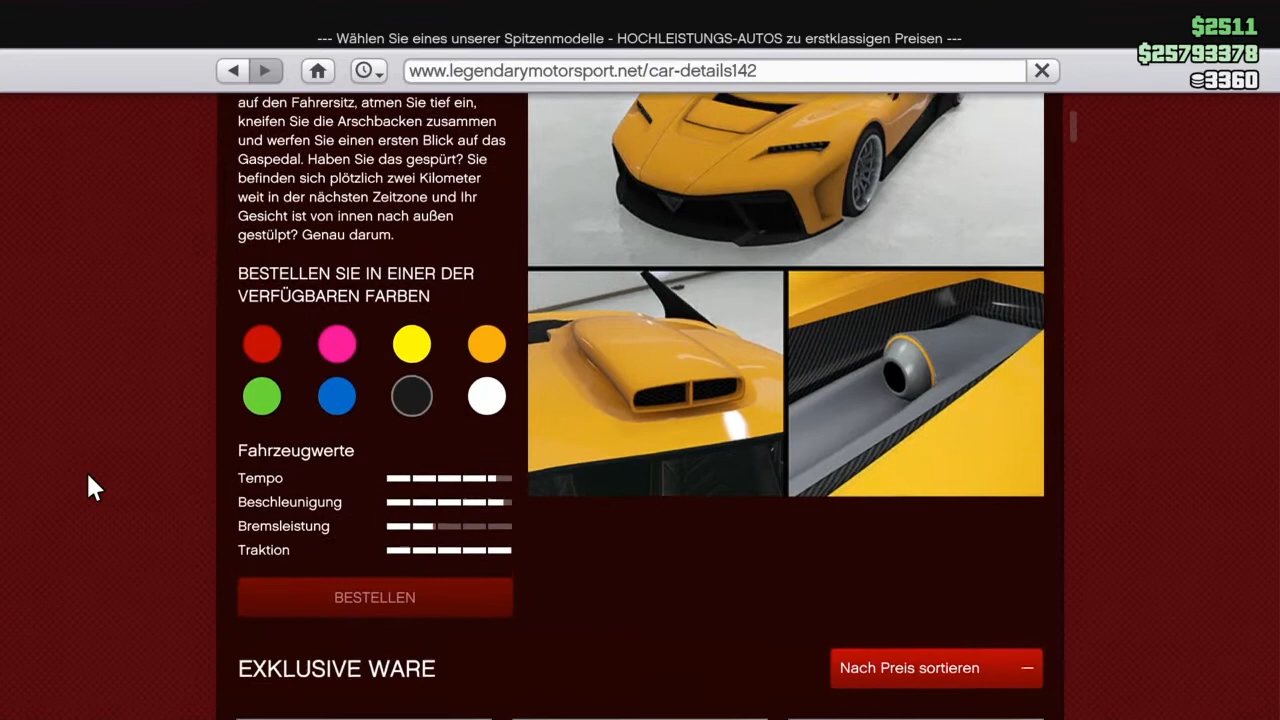 --- Wählen Sie eines unserer Spitzenmodelle - HOCHLEISTUNGS-AUTOS zu erstklassigen Preisen ---
$2511
$25793378
3360
www.legendarymotorsport.net/car-details142
auf den Fahrersitz, atmen Sie tief ein,
kneifen Sie die Arschbacken zusammen
und werfen Sie einen ersten Blick auf das
Gaspedal. Haben Sie das gespürt? Sie
befinden sich plötzlich zwei Kilometer
weit in der nächsten Zeitzone und Ihr
Gesicht ist von innen nach außen
gestülpt? Genau darum.
BESTELLEN SIE IN EINER DER
VERFÜGBAREN FARBEN
Fahrzeugwerte
Tempo
Beschleunigung
Bremsleistung
Traktion
BESTELLEN
EXKLUSIVE WARE
Nach Preis sortieren